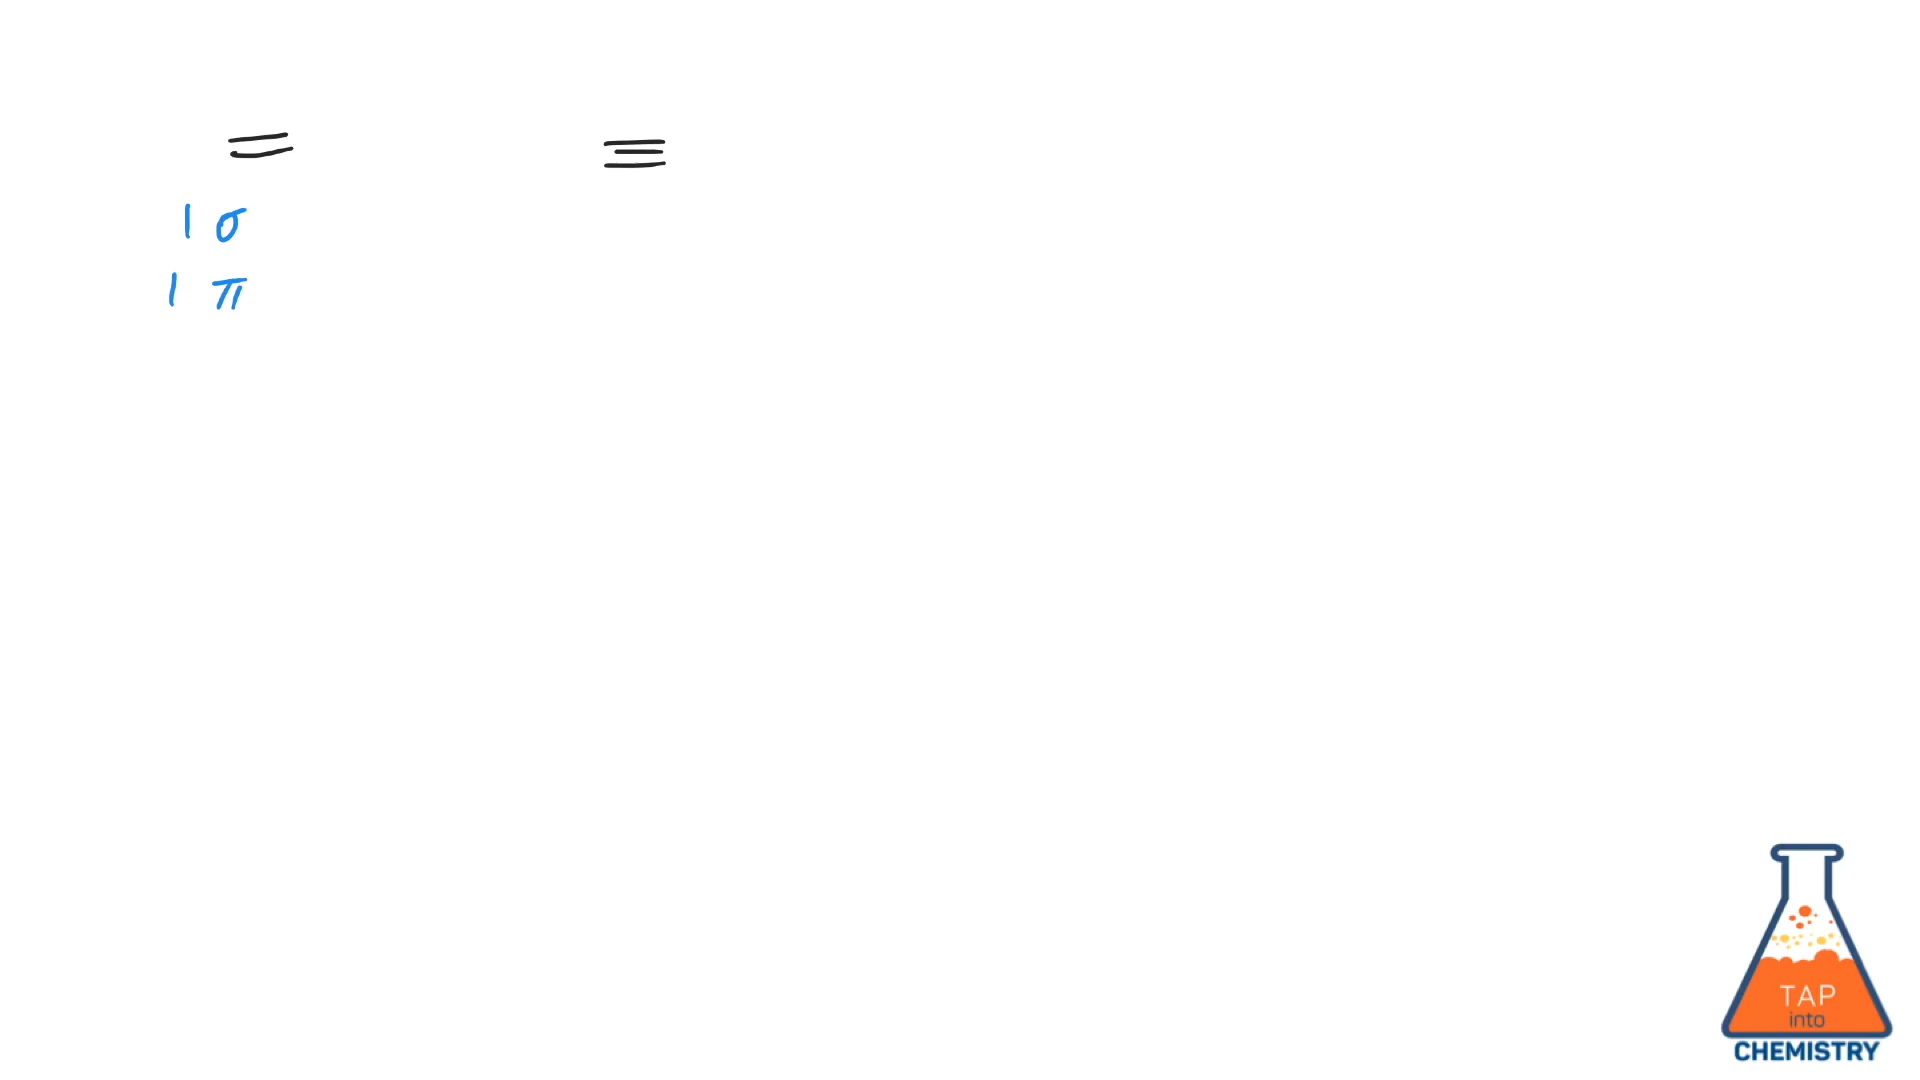 = ≡
1 σ
1 π
TAP
into
CHEMISTRY